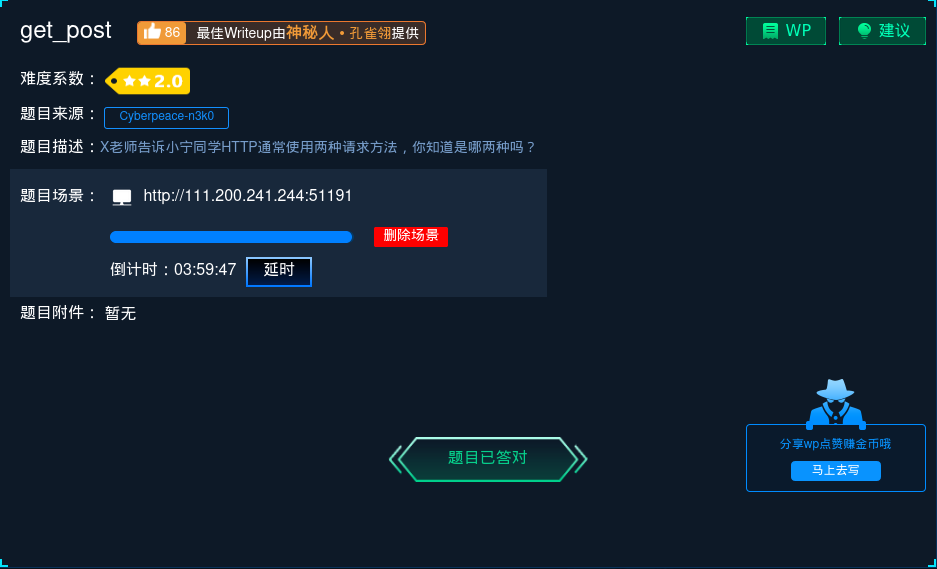 get_post 86 最佳Writeup由神秘人 • 孔雀翎提供 WP 建议
难度系数： 2.0
题目来源： Cyberpeace-n3k0
题目描述：X老师告诉小宁同学HTTP通常使用两种请求方法，你知道是哪两种吗？
题目场景： http://111.200.241.244:51191
删除场景
倒计时：03:59:47 延时
题目附件： 暂无
题目已答对
分享wp点赞赚金币哦
马上去写